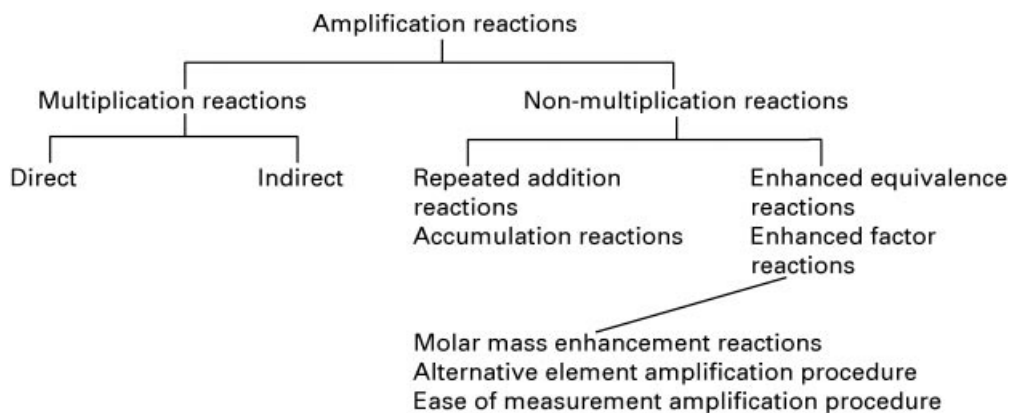 Amplification reactions
Multiplication reactions
Non-multiplication reactions
Direct
Indirect
Repeated addition
reactions
Accumulation reactions
Enhanced equivalence
reactions
Enhanced factor
reactions
Molar mass enhancement reactions
Alternative element amplification procedure
Ease of measurement amplification procedure